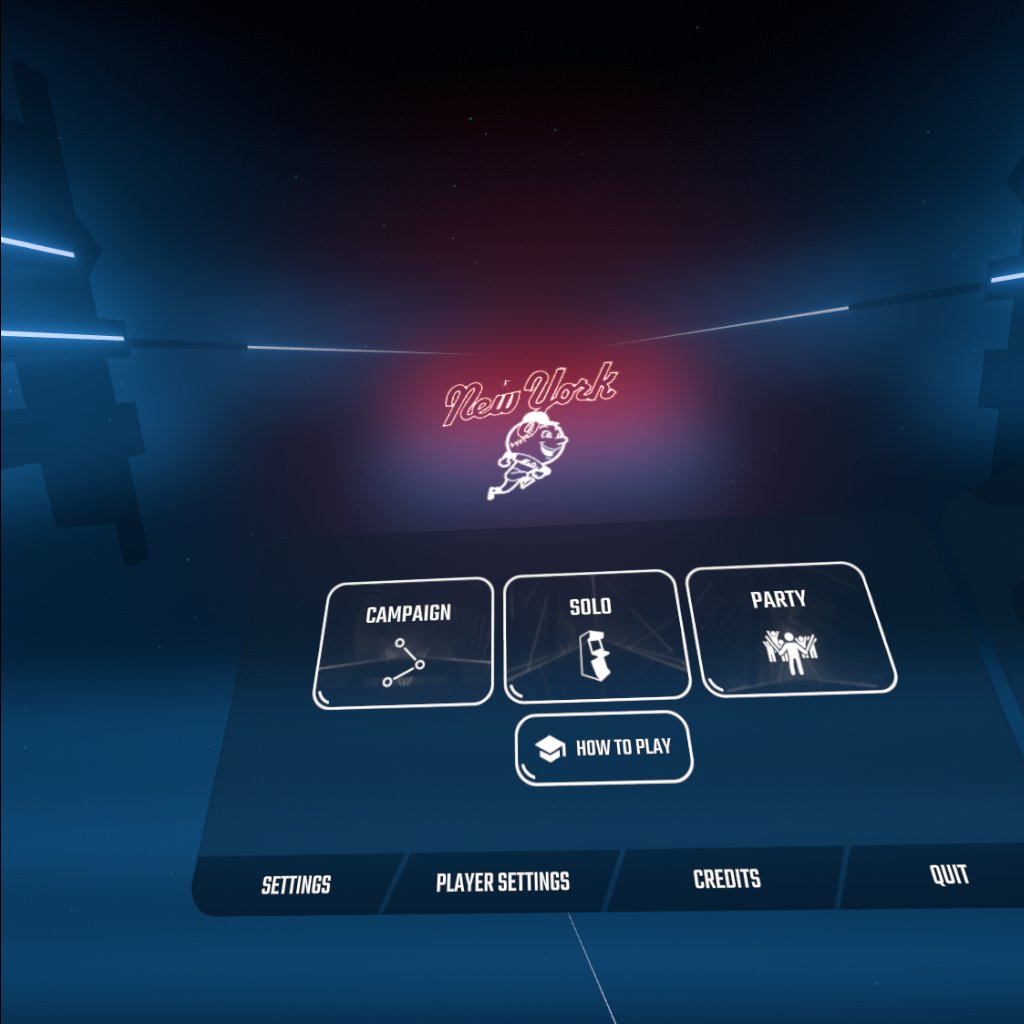 New York
CAMPAIGN
SOLO
PARTY
HOW TO PLAY
SETTINGS
PLAYER SETTINGS
CREDITS
QUIT